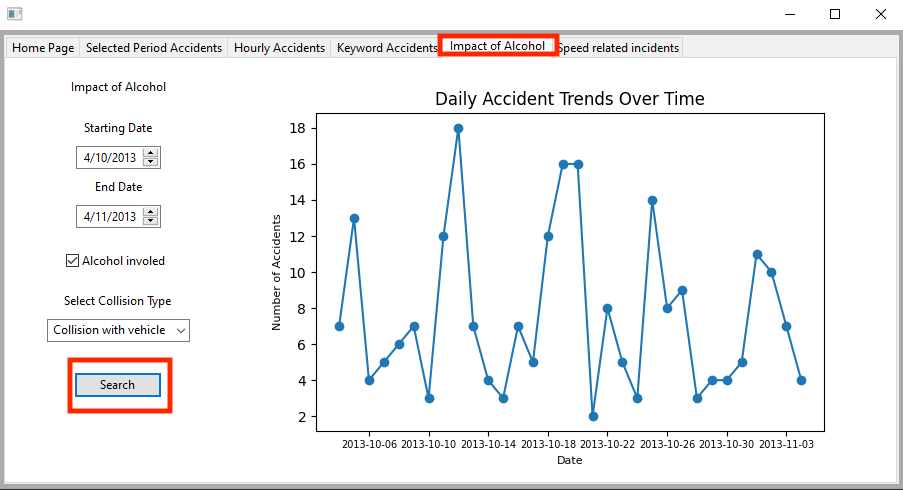 Home Page
Selected Period Accidents
Hourly Accidents
Keyword Accidents
Impact of Alcohol
Speed related incidents
Impact of Alcohol
Starting Date
4/10/2013
End Date
4/11/2013
Alcohol involed
Select Collision Type
Collision with vehicle
Search
Daily Accident Trends Over Time
Number of Accidents
18
16
14
12
10
8
6
4
2
2013-10-06 2013-10-10 2013-10-14 2013-10-18 2013-10-22 2013-10-26 2013-10-30 2013-11-03
Date